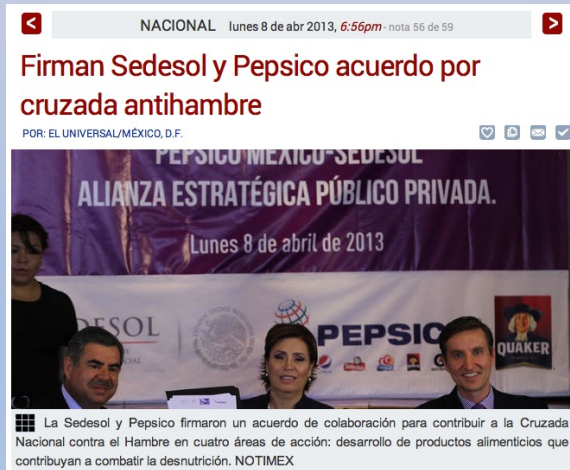 NACIONAL lunes 8 de abr 2013, 6:56pm - nota 56 de 59
Firman Sedesol y Pepsico acuerdo por
cruzada antihambre
POR: EL UNIVERSAL/MÉXICO, D.F.
PEPSICO MÉXICO-SEDESOL
ALIANZA ESTRATÉGICA PÚBLICO PRIVADA.
Lunes 8 de abril de 2013
DESOL
PEPSIC
QUAKER
La Sedesol y Pepsico firmaron un acuerdo de colaboración para contribuir a la Cruzada
Nacional contra el Hambre en cuatro áreas de acción: desarrollo de productos alimenticios que
contribuyan a combatir la desnutrición. NOTIMEX